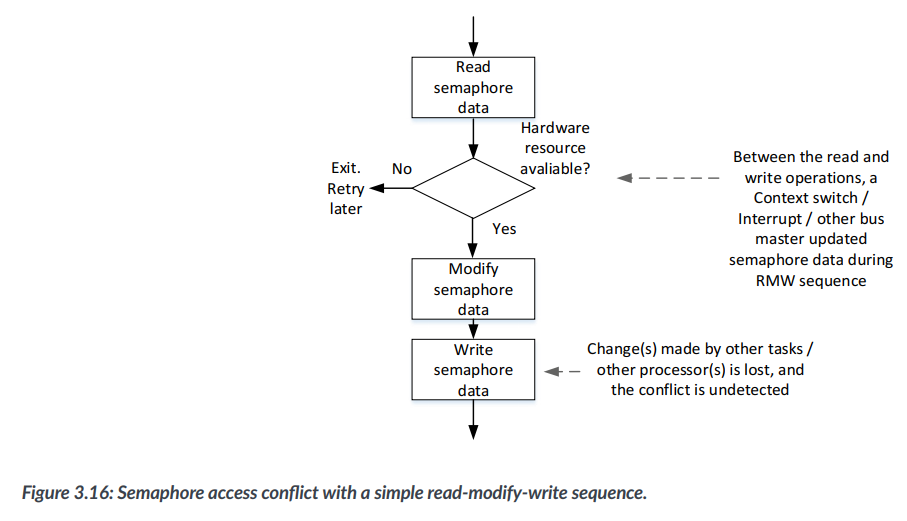 Read
semaphore
data
Hardware
resource
avaliable?
Exit.
Retry
later
No
Between the read and
write operations, a
Context switch /
Interrupt / other bus
master updated
semaphore data during
RMW sequence
Yes
Modify
semaphore
data
Write
semaphore
data
Change(s) made by other tasks /
other processor(s) is lost, and
the conflict is undetected
Figure 3.16: Semaphore access conflict with a simple read-modify-write sequence.